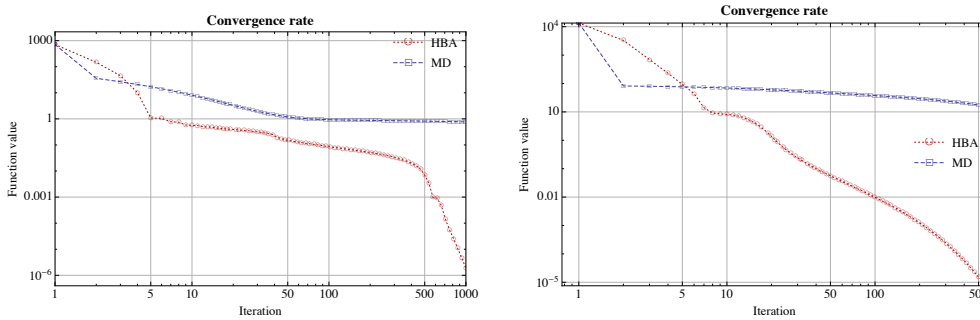 Convergence rate
1000
1
0.001
10^-6
Function value
HBA
MD
1 5 10 50 100 500 1000
Iteration
Convergence rate
10^4
10
0.01
10^-5
Function value
HBA
MD
1 5 10 50 100 50
Iteration